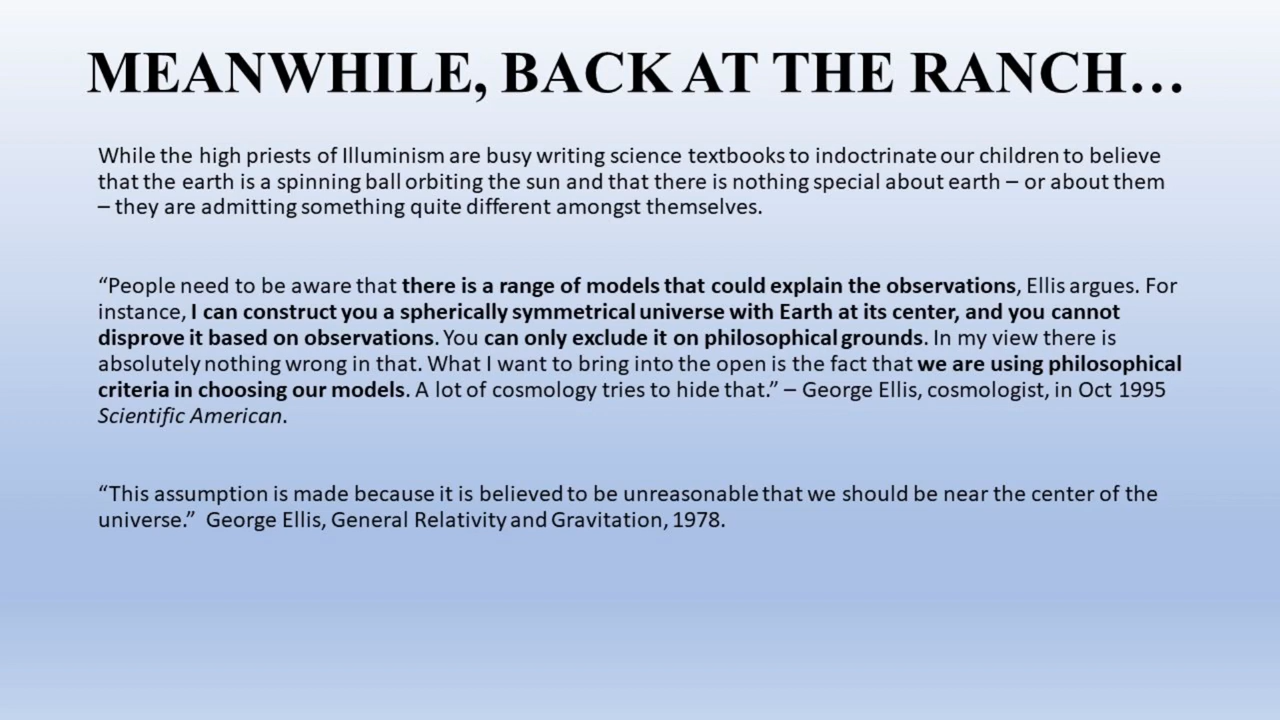 MEANWHILE, BACK AT THE RANCH…
While the high priests of Illuminism are busy writing science textbooks to indoctrinate our children to believe
that the earth is a spinning ball orbiting the sun and that there is nothing special about earth – or about them
– they are admitting something quite different amongst themselves.
“People need to be aware that there is a range of models that could explain the observations, Ellis argues. For
instance, I can construct you a spherically symmetrical universe with Earth at its center, and you cannot
disprove it based on observations. You can only exclude it on philosophical grounds. In my view there is
absolutely nothing wrong in that. What I want to bring into the open is the fact that we are using philosophical
criteria in choosing our models. A lot of cosmology tries to hide that.” – George Ellis, cosmologist, in Oct 1995
Scientific American.
“This assumption is made because it is believed to be unreasonable that we should be near the center of the
universe.” George Ellis, General Relativity and Gravitation, 1978.